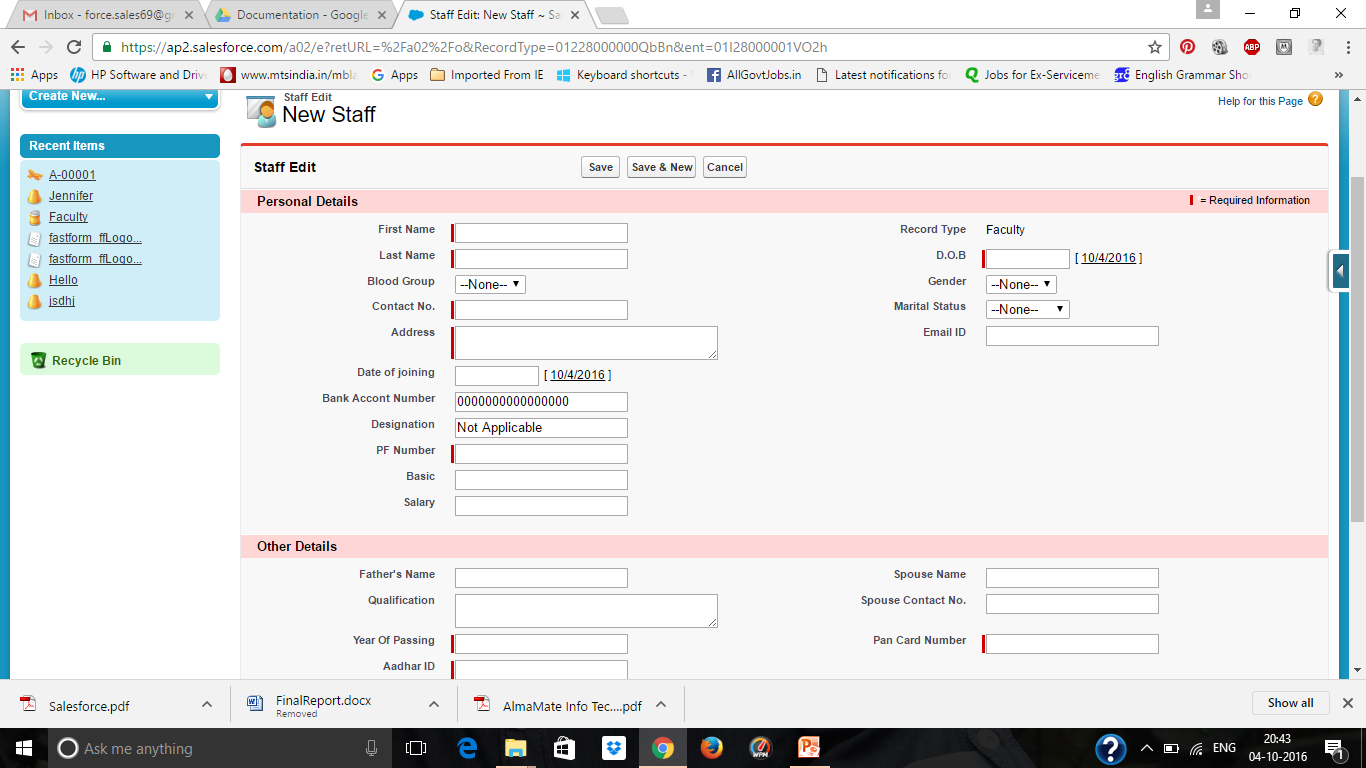 Inbox - force.sales69@gr
Documentation - Google
Staff Edit: New Staff ~ Sa
https://ap2.salesforce.com/a02/e?retURL=%2Fa02%2Fo&RecordType=01228000000QbBn&ent=01I28000001VO2h
Apps HP Software and Drive www.mtsindia.in/mbla Apps Imported From IE Keyboard shortcuts - AllGovtJobs.in Latest notifications fo Jobs for Ex-Serviceme English Grammar Sho »
Create New...
Staff Edit
New Staff
Help for this Page
Recent Items
A-00001
Jennifer
Faculty
fastform_ffLogo...
fastform_ffLogo...
Hello
jsdhj
Recycle Bin
Staff Edit Save Save & New Cancel
Personal Details = Required Information
First Name Record Type Faculty
Last Name D.O.B [ 10/4/2016 ]
Blood Group --None-- Gender --None--
Contact No. Marital Status --None--
Address Email ID
Date of joining [ 10/4/2016 ]
Bank Accont Number 0000000000000000
Designation Not Applicable
PF Number
Basic
Salary
Other Details
Father's Name Spouse Name
Qualification Spouse Contact No.
Year Of Passing Pan Card Number
Aadhar ID
Salesforce.pdf
FinalReport.docx
Removed
AlmaMate Info Tec....pdf
Show all
Ask me anything
ENG
20:43
04-10-2016
1